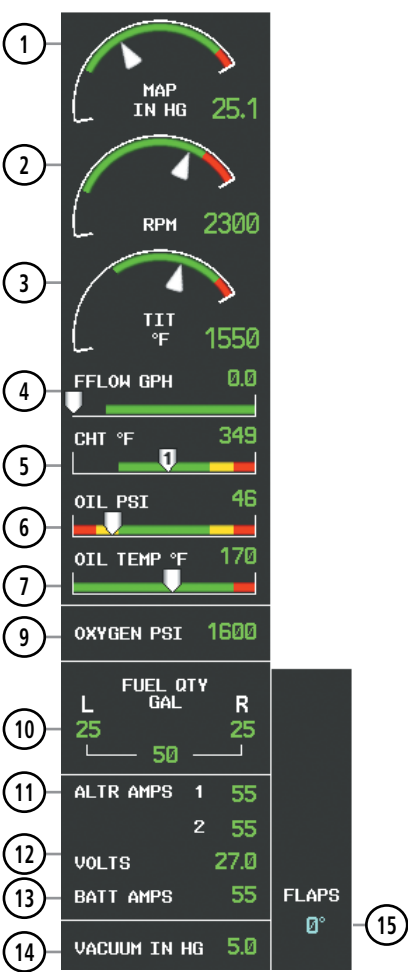 1
MAP
IN HG 25.1
2
RPM 2300
3
TIT
°F 1550
4
FFLOW GPH 0.0
CHT °F 349
5
1
OIL PSI 46
6
OIL TEMP °F 170
7
9
OXYGEN PSI 1600
FUEL QTY
L GAL R
10
25 25
50
11
ALTR AMPS 1 55
2 55
12
VOLTS 27.0
13
BATT AMPS 55
FLAPS
0°
15
14
VACUUM IN HG 5.0